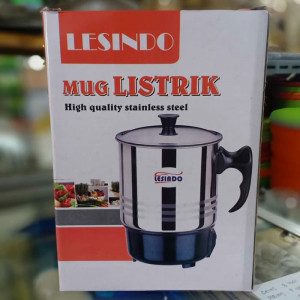 LESINDO
MUG LISTRIK
High quality stainless steel
LESINDO